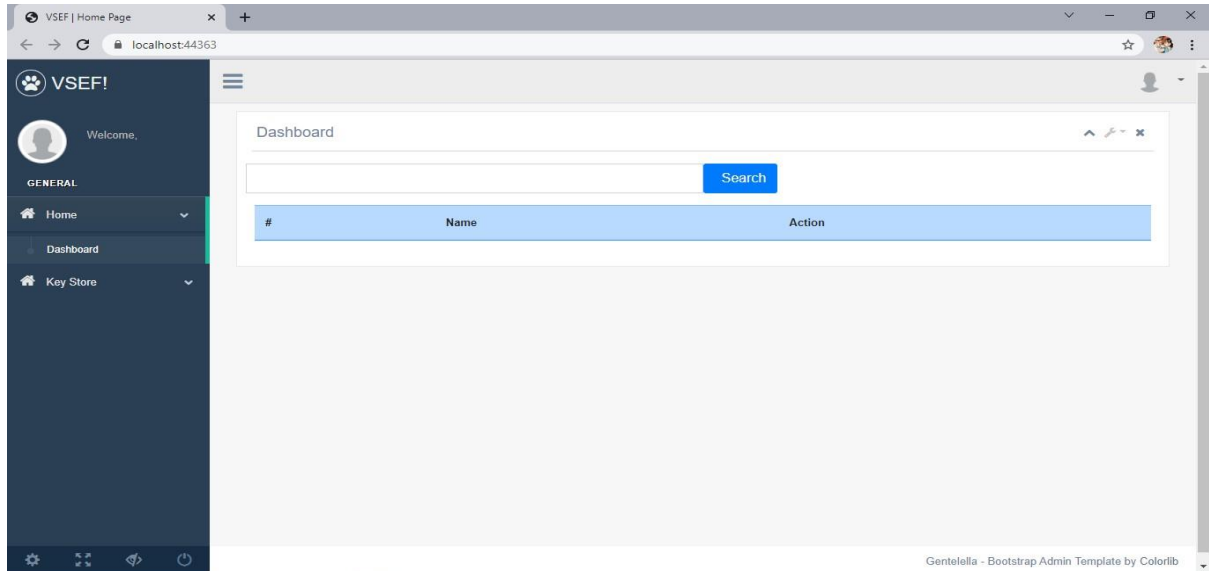 VSEF | Home Page
localhost:44363
VSEF!
Welcome,
GENERAL
Home
Dashboard
Key Store
Dashboard
Search
# Name Action
Gentelella - Bootstrap Admin Template by Colorlib